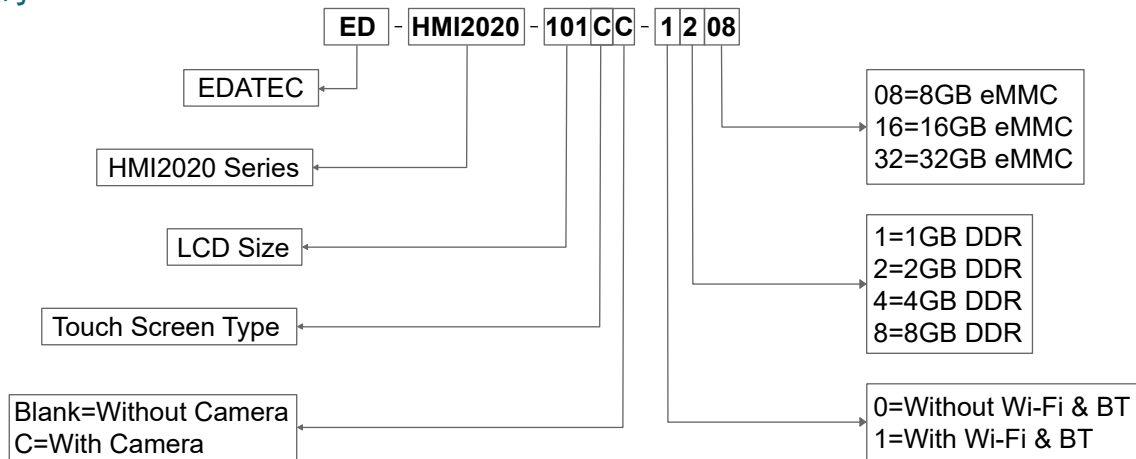 ED - HMI2020 - 101 C C - 1 2 08
EDATEC
HMI2020 Series
LCD Size
Touch Screen Type
Blank=Without Camera
C=With Camera
08=8GB eMMC
16=16GB eMMC
32=32GB eMMC
1=1GB DDR
2=2GB DDR
4=4GB DDR
8=8GB DDR
0=Without Wi-Fi & BT
1=With Wi-Fi & BT